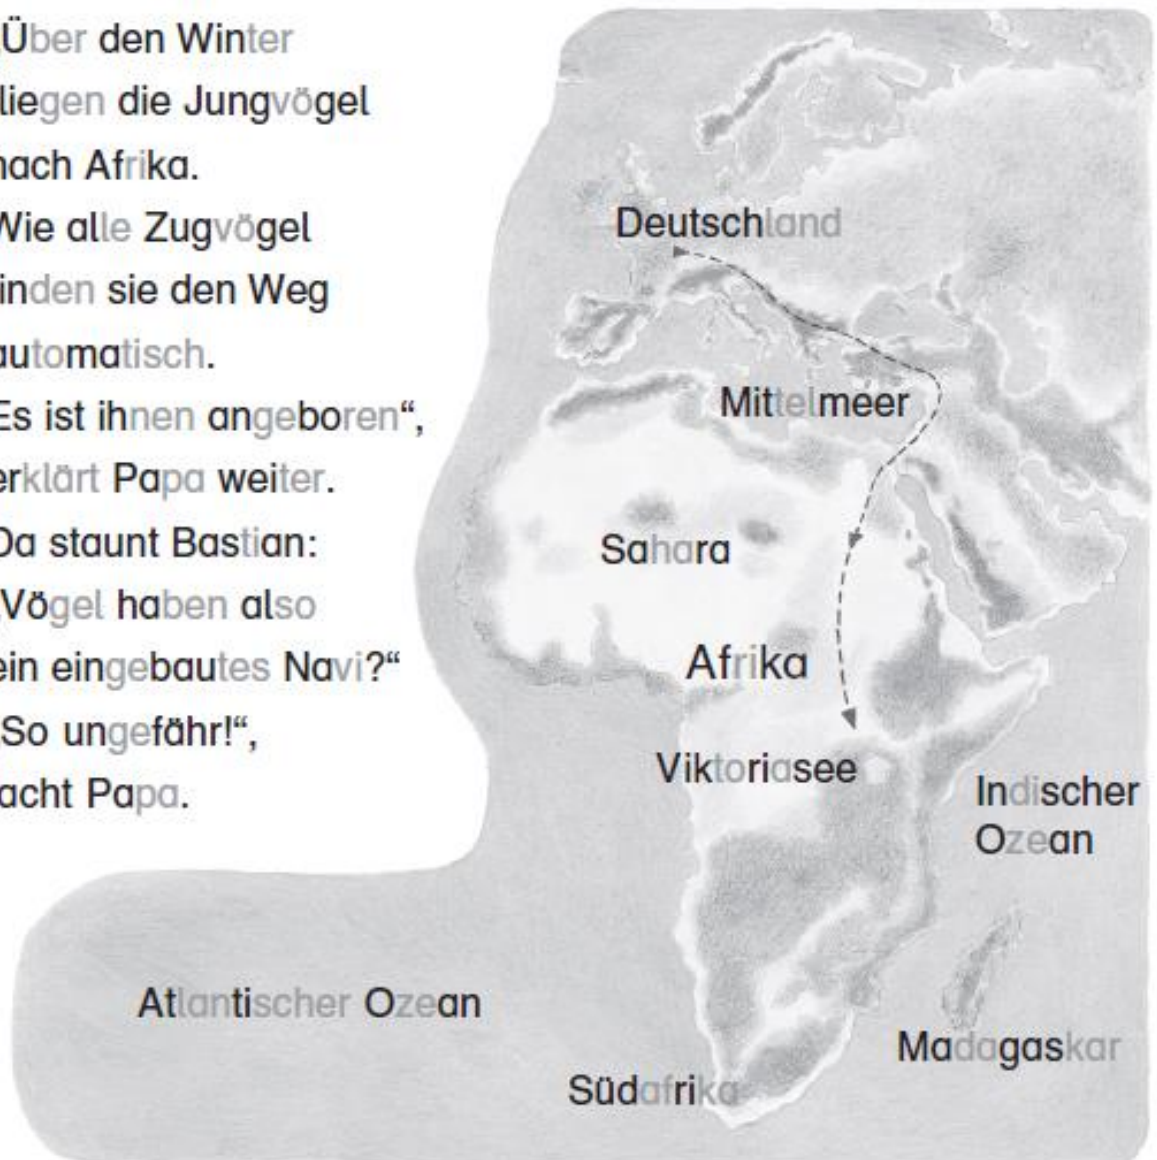 Über den Winter
liegen die Jungvögel
nach Afrika.
Wie alle Zugvögel
inden sie den Weg
automatisch.
Es ist ihnen angeboren“,
erklärt Papa weiter.
Da staunt Bastian:
Vögel haben also
ein eingebautes Navi?“
So ungefähr!“,
acht Papa.
Deutschland
Mittelmeer
Sahara
Afrika
Viktoriasee
Indischer
Ozean
Atlantischer Ozean
Madagaskar
Südafrika